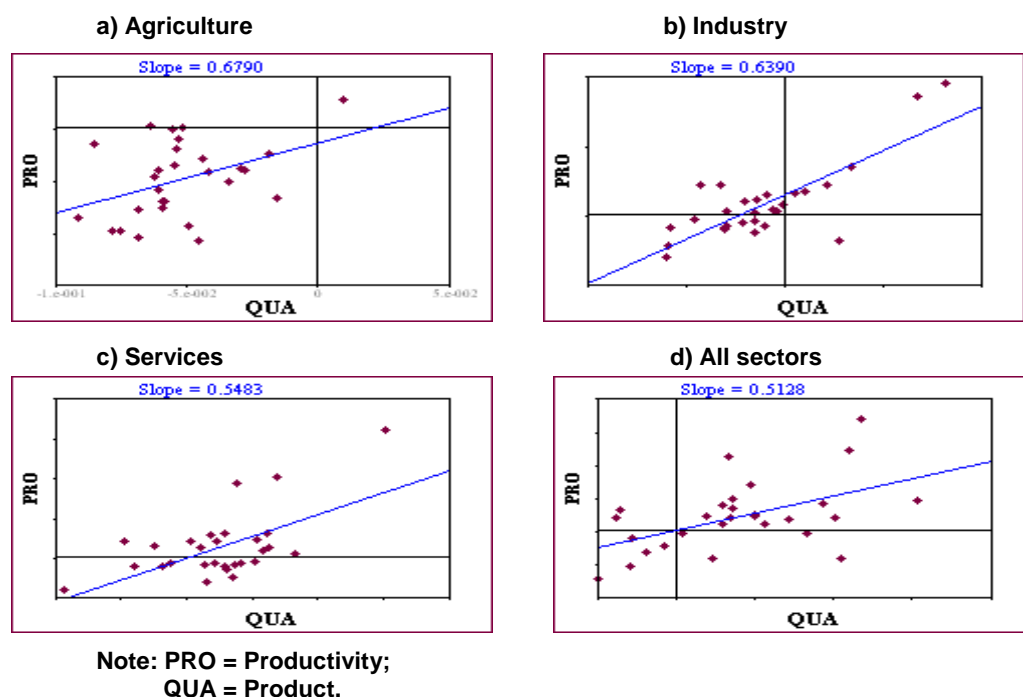 a) Agriculture
b) Industry
Slope = 0.6790
PRO
-1.e-001
-5.e-002
0
5.e-002
QUA
Slope = 0.6390
PRO
QUA
c) Services
d) All sectors
Slope = 0.5483
PRO
QUA
Slope = 0.5128
PRO
QUA
Note: PRO = Productivity;
QUA = Product.